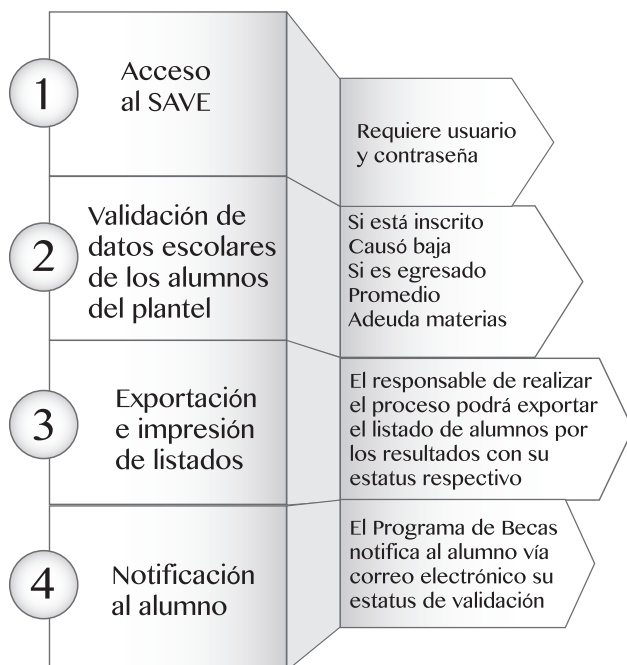 1
Acceso
al SAVE
Requiere usuario
y contraseña
2
Validación de
datos escolares
de los alumnos
del plantel
Si está inscrito
Causó baja
Si es egresado
Promedio
Adeuda materias
3
Exportación
e impresión
de listados
El responsable de realizar
el proceso podrá exportar
el listado de alumnos por
los resultados con su
estatus respectivo
4
Notificación
al alumno
El Programa de Becas
notifica al alumno vía
correo electrónico su
estatus de validación